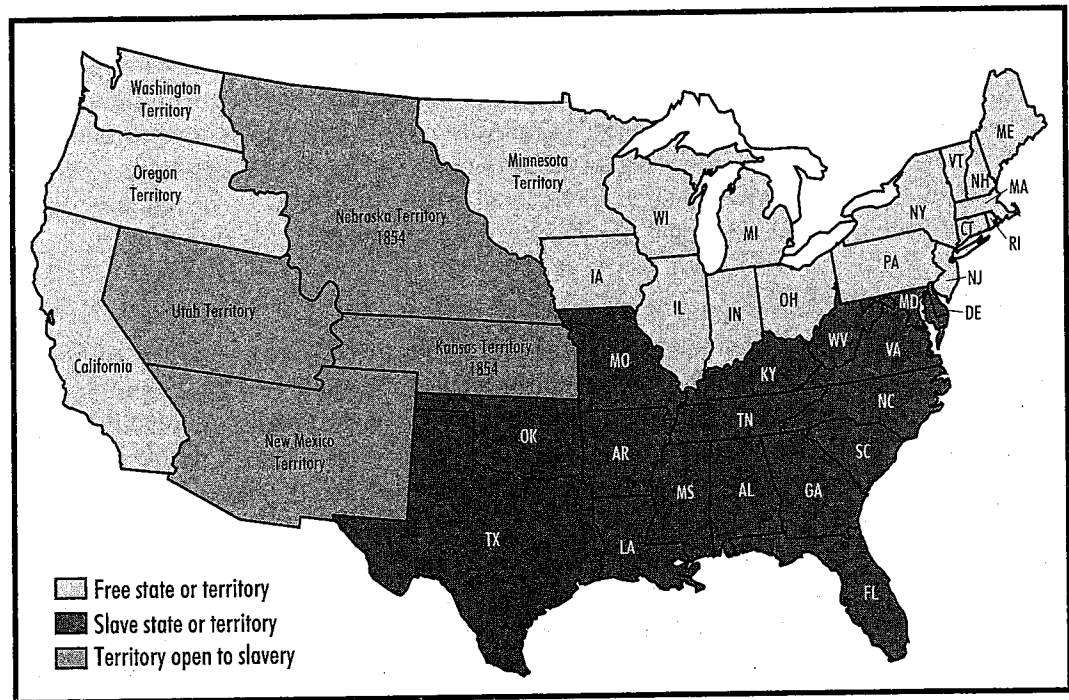 Washington
Territory
Oregon
Territory
Nebraska Territory
1854
Minnesota
Territory
WI
MI
IA
IL
IN
OH
PA
NY
VT
NH
ME
MA
CT
RI
NJ
DE
MD
Utah Territory
California
Kansas Territory
1854
New Mexico
Territory
MO
KY
WV
VA
NC
TN
SC
OK
AR
MS
AL
GA
TX
LA
FL
Free state or territory
Slave state or territory
Territory open to slavery